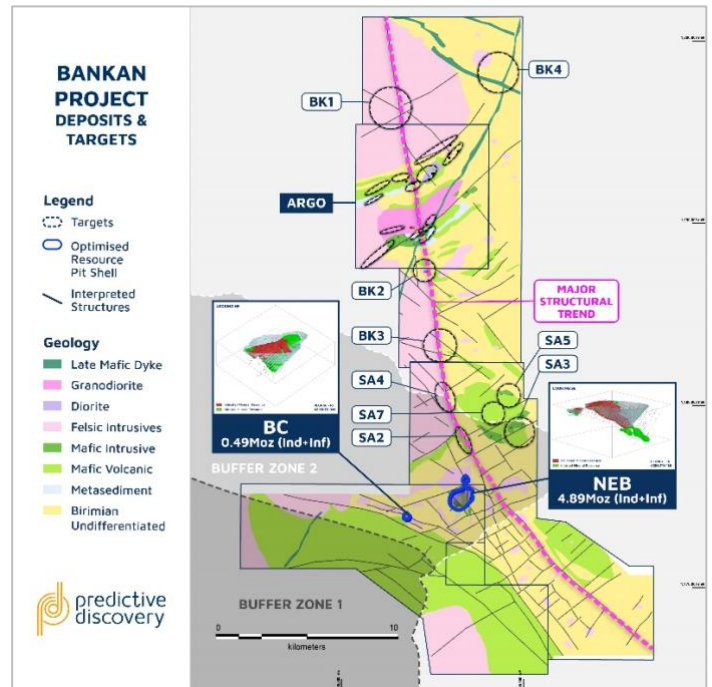 BANKAN
PROJECT
DEPOSITS &
TARGETS
Legend
Targets
Optimised
Resource
Pit Shell
Interpreted
Structures
Geology
Late Mafic Dyke
Granodiorite
Diorite
Felsic Intrusives
Mafic Intrusive
Mafic Volcanic
Metasediment
Birimian
Undifferentiated
predictive
discovery
BK4
BK1
ARGO
BK2
MAJOR
STRUCTURAL
TREND
BK3
SA5
SA3
SA4
SA7
SA2
BC
0.49Moz (Ind+Inf)
NEB
4.89Moz (Ind+Inf)
BUFFER ZONE 2
BUFFER ZONE 1
0 10
kilometers